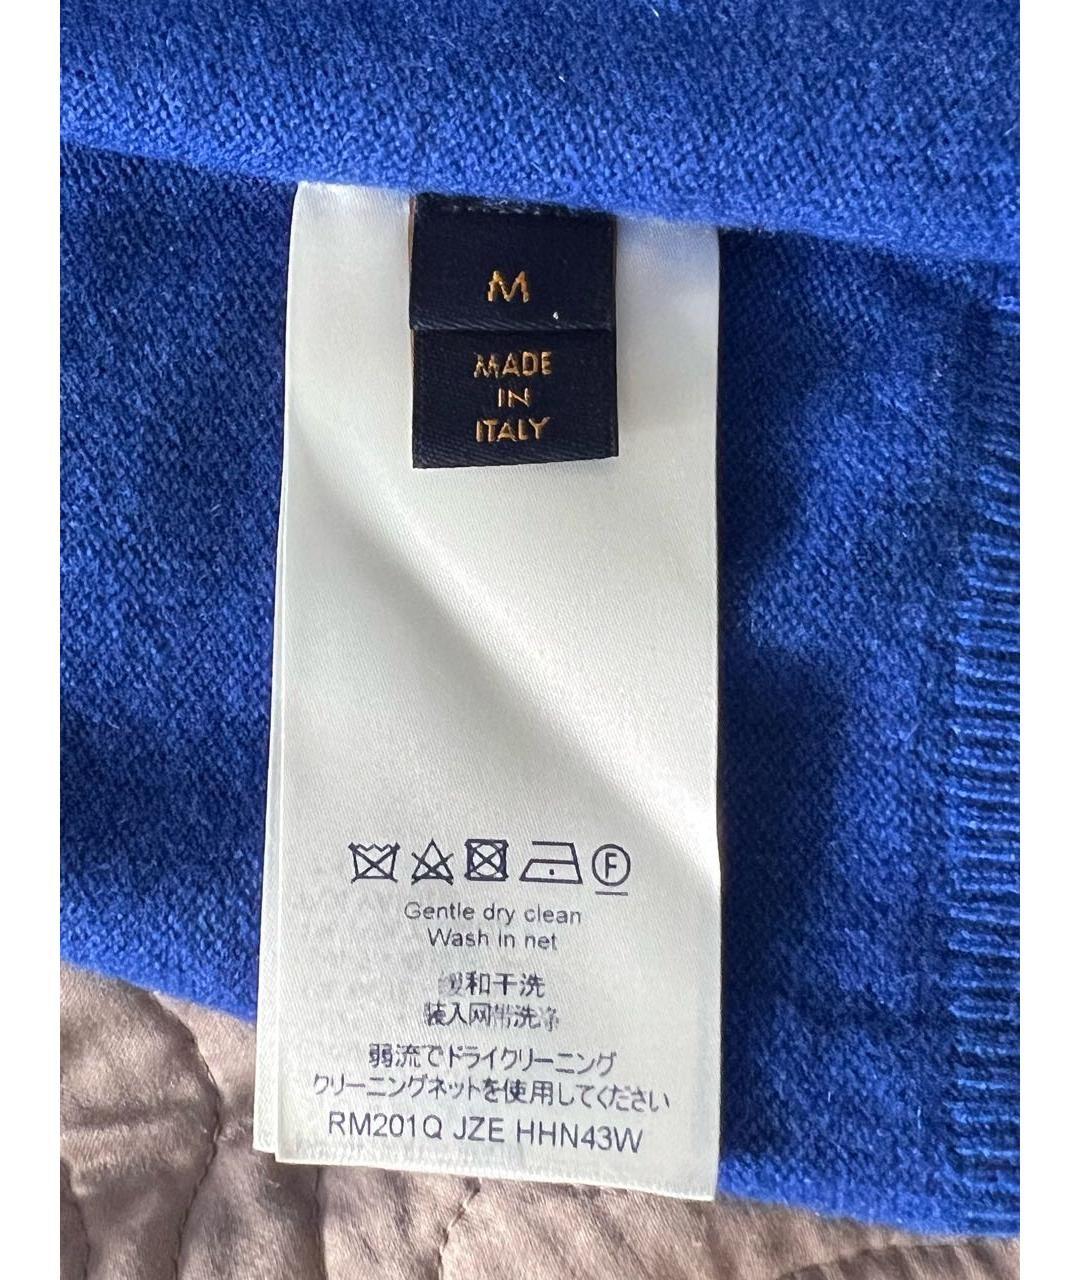 M
MADE
IN
ITALY
F
Gentle dry clean
Wash in net
缓和干洗
装入网带洗涤
弱流でドライクリーニング
クリーニングネットを使用してください
RM201Q JZE HHN43W